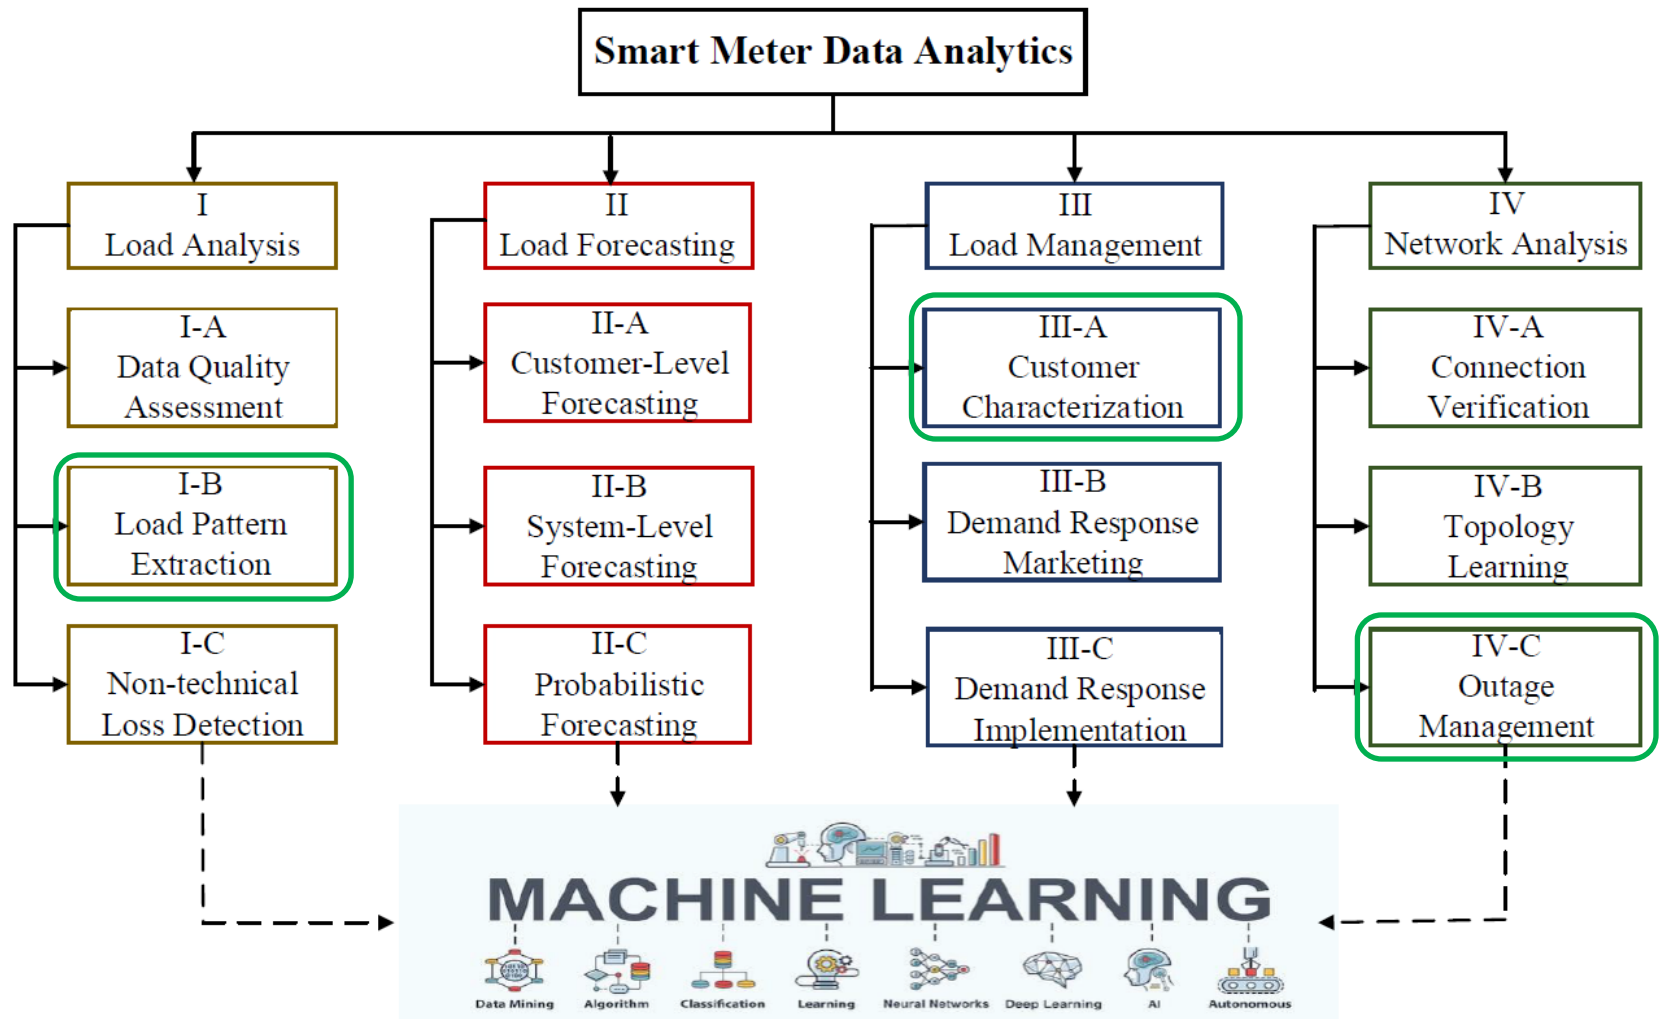 Smart Meter Data Analytics
I
Load Analysis
II
Load Forecasting
III
Load Management
IV
Network Analysis
I-A
Data Quality
Assessment
II-A
Customer-Level
Forecasting
III-A
Customer
Characterization
IV-A
Connection
Verification
I-B
Load Pattern
Extraction
II-B
System-Level
Forecasting
III-B
Demand Response
Marketing
IV-B
Topology
Learning
I-C
Non-technical
Loss Detection
II-C
Probabilistic
Forecasting
III-C
Demand Response
Implementation
IV-C
Outage
Management
MACHINE LEARNING
Data Mining
Algorithm
Classification
Learning
Neural Networks
Deep Learning
AI
Autonomous